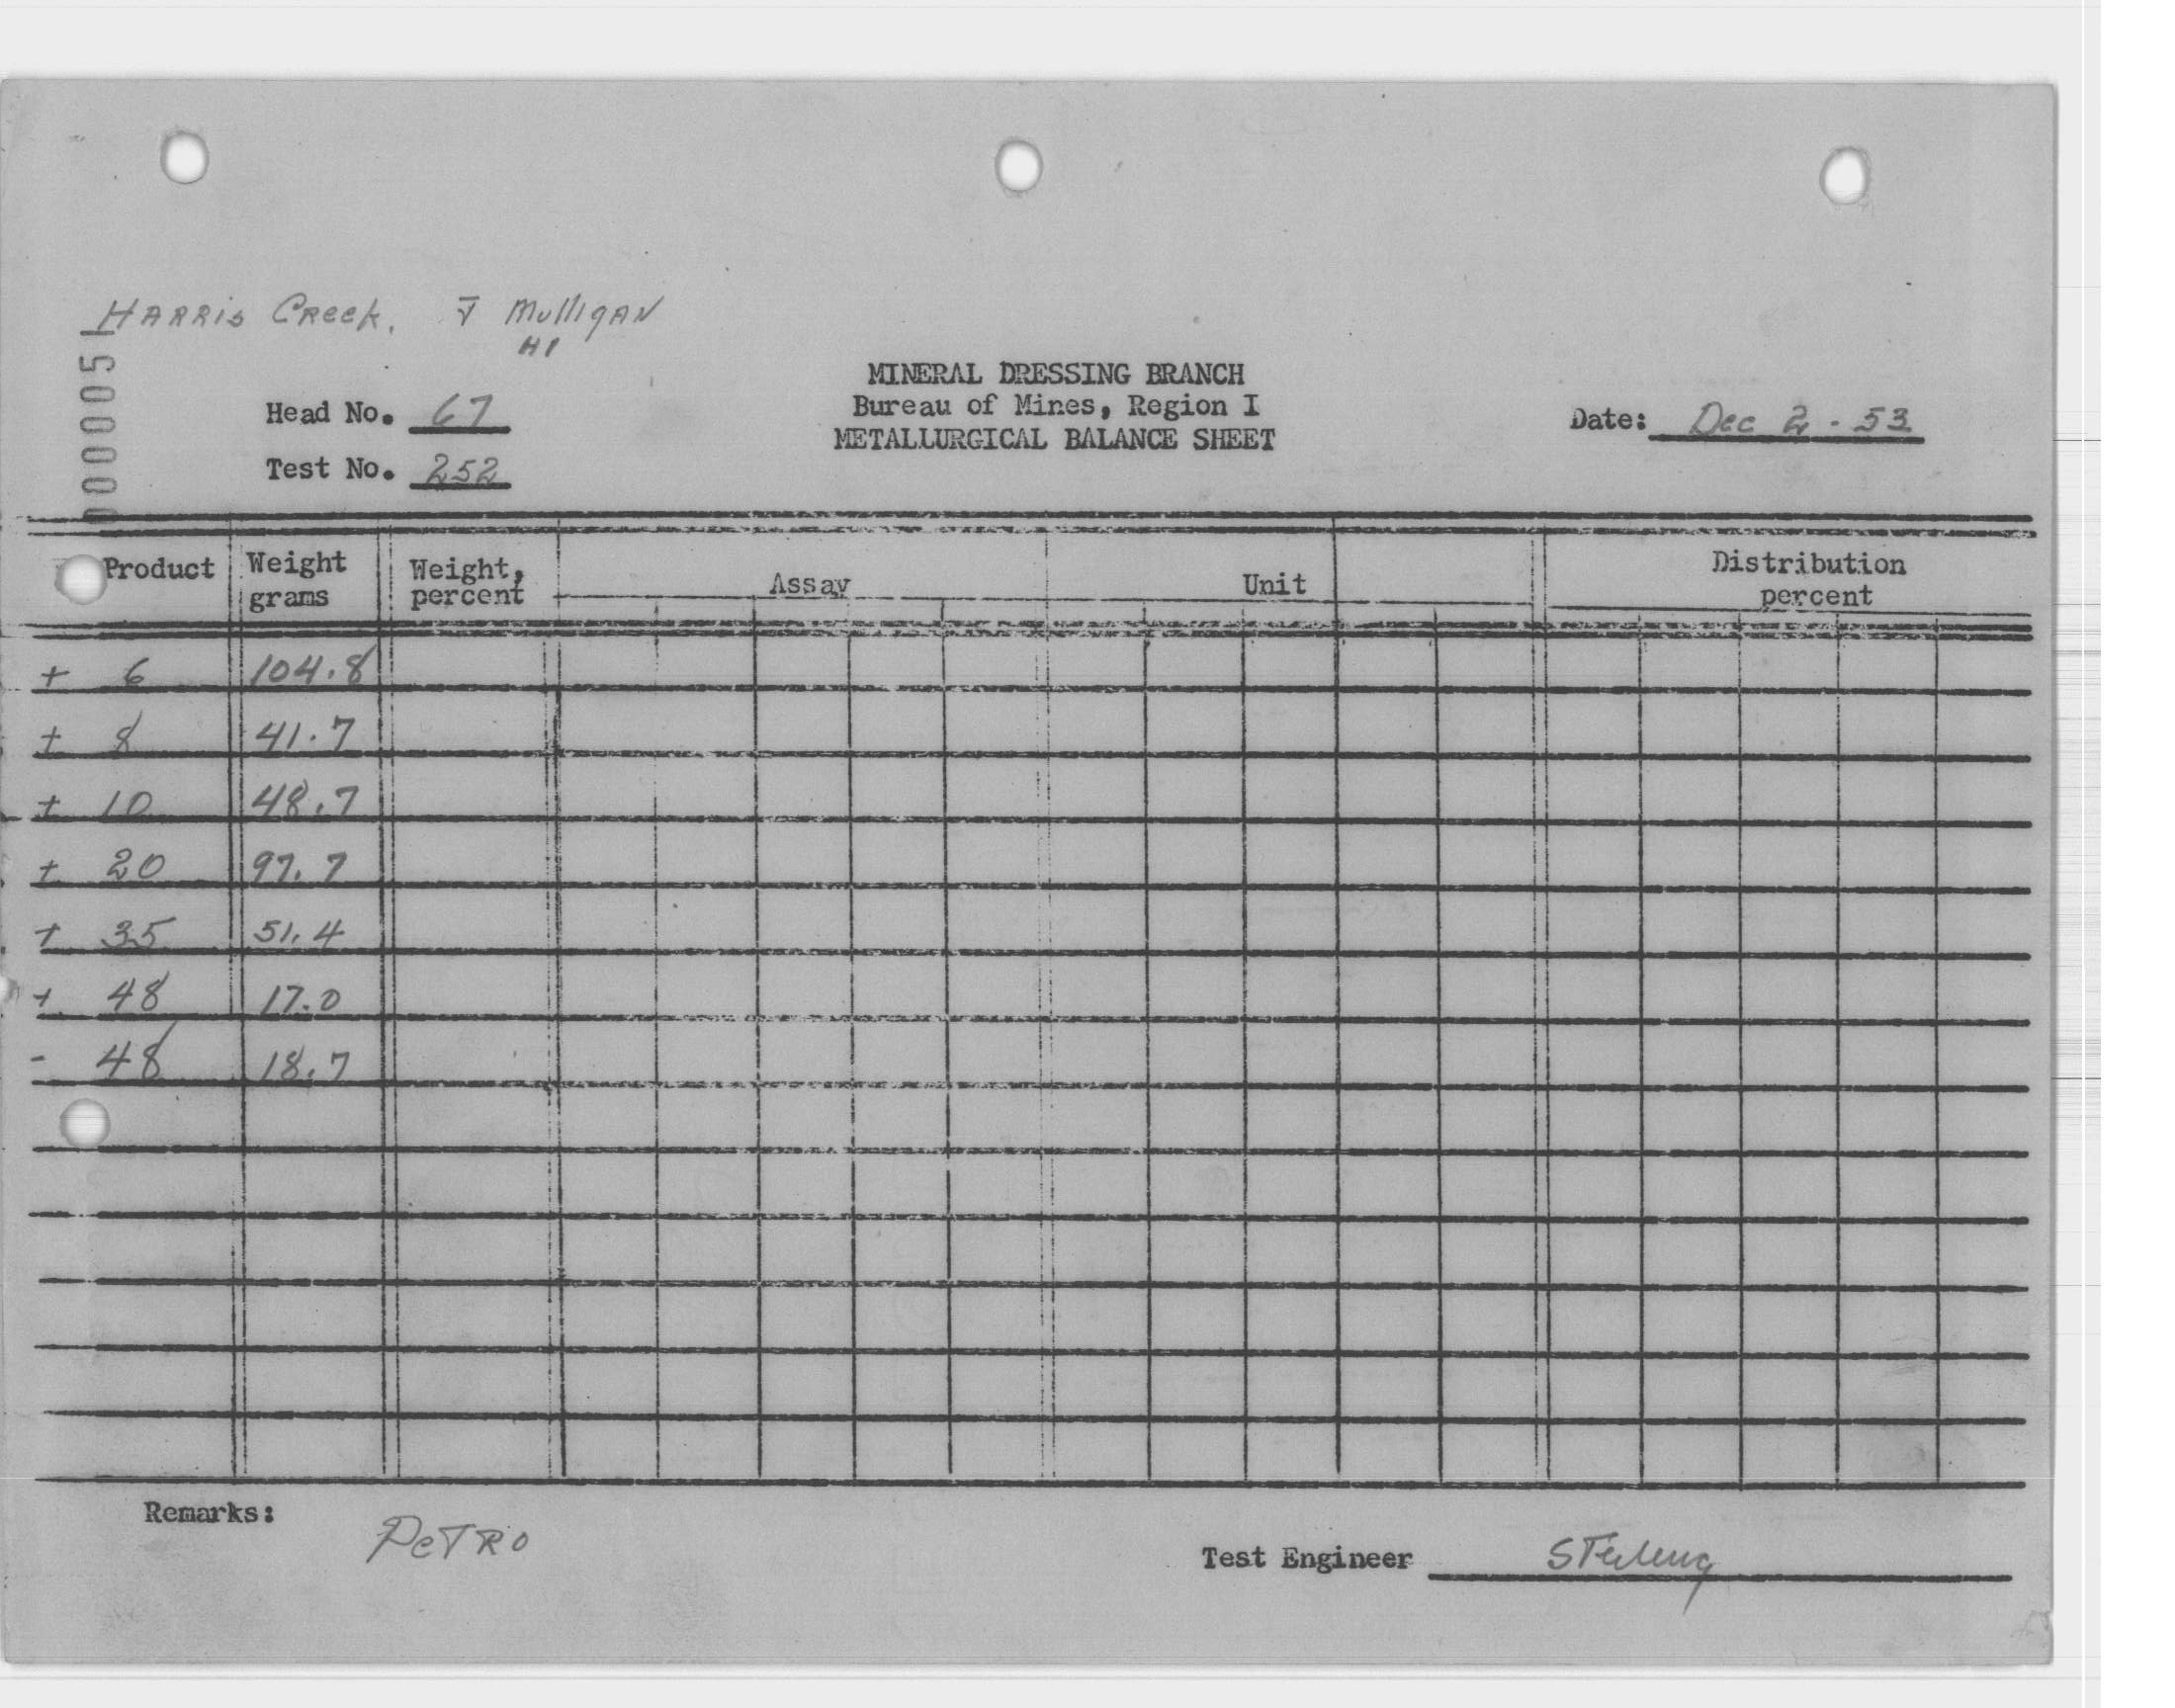 HARRIS Creek, J MullIgAN
H1
000005
MINERAL DRESSING BRANCH
Bureau of Mines, Region I
METALLURGICAL BALANCE SHEET
Head No. 67
Test No. 252
Date: Dec 2 - 53
Product Weight grams Weight, percent Assay Unit Distribution percent
+ 6 104.8
+ 8 41.7
+ 10 48.7
+ 20 97.7
+ 35 51.4
+ 48 17.0
- 48 18.7
Remarks: PeTRO
Test Engineer Sterling